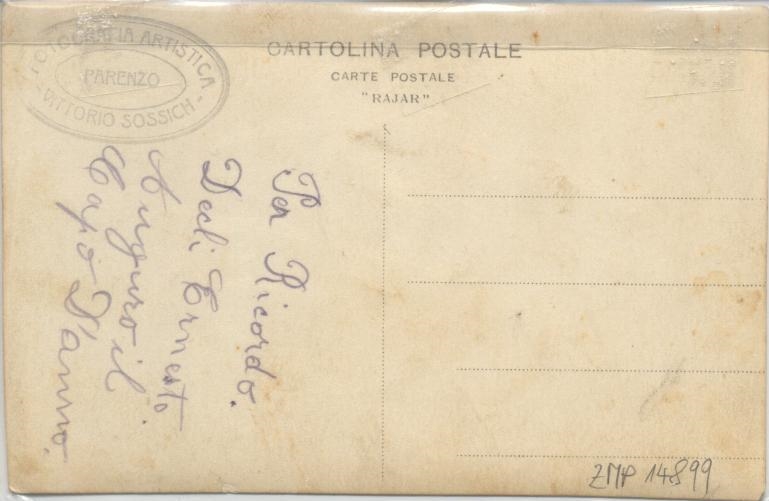 FOTOGRAFIA ARTISTICA
PARENZO
- VITTORIO SOSSICH -
CARTOLINA POSTALE
CARTE POSTALE
"RAJAR"
Per Ricordo.
Decli Ernesto.
Auguro il
Capo D'anno.
ZMP 14899